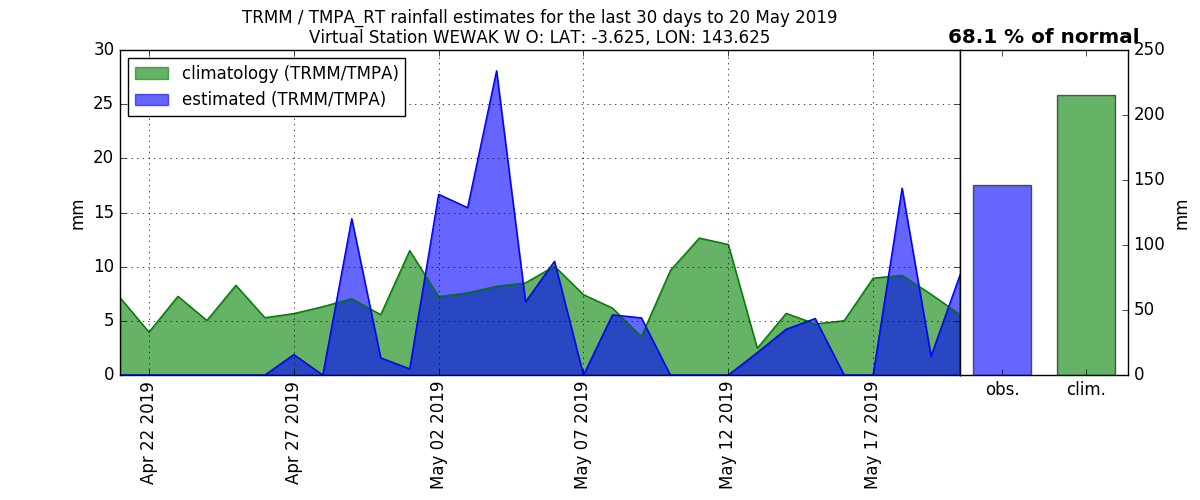 TRMM / TMPA_RT rainfall estimates for the last 30 days to 20 May 2019
Virtual Station WEWAK W O: LAT: -3.625, LON: 143.625
68.1 % of normal
climatology (TRMM/TMPA)
estimated (TRMM/TMPA)
30
25
20
15
10
5
0
mm
Apr 22 2019
Apr 27 2019
May 02 2019
May 07 2019
May 12 2019
May 17 2019
250
200
150
100
50
0
mm
obs.
clim.